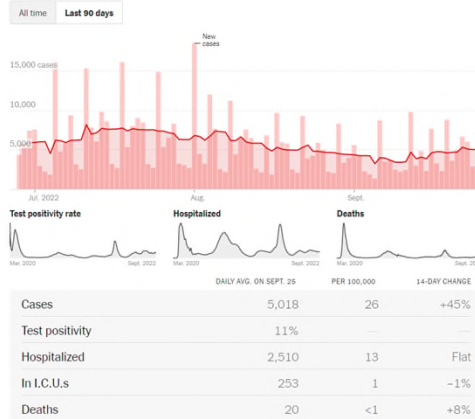 All time Last 90 days
New
cases
15,000 cases
10,000
5,000
Jul. 2022 Aug. Sept.
Test positivity rate Hospitalized Deaths
Mar. 2020 Sept. 2022 Mar. 2020 Sept. 2022 Mar. 2020 Sept. 20
DAILY AVG. ON SEPT. 25 PER 100,000 14-DAY CHANGE
Cases 5,018 26 +45%
Test positivity 11% — —
Hospitalized 2,510 13 Flat
In I.C.U.s 253 1 –1%
Deaths 20 <1 +8%